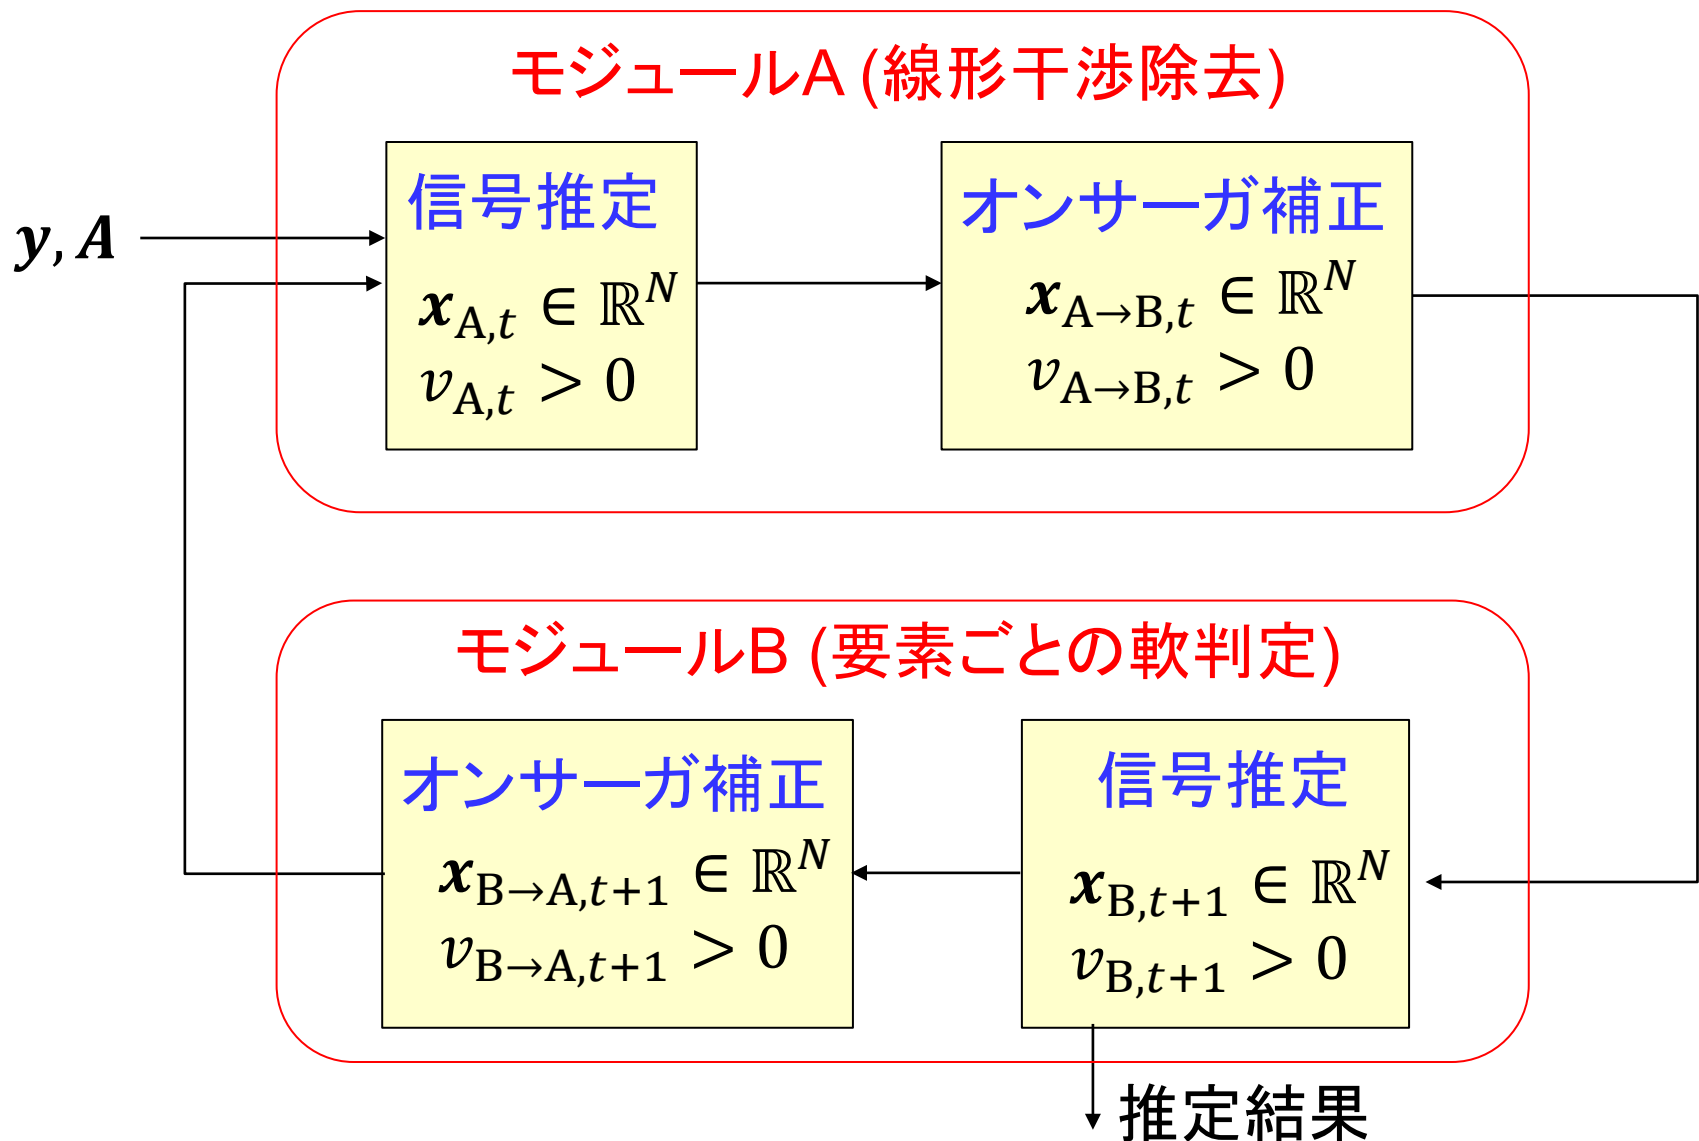 モジュールA (線形干渉除去)
y, A
信号推定
x_{A,t} ∈ ℝ^N
v_{A,t} > 0
オンサーガ補正
x_{A→B,t} ∈ ℝ^N
v_{A→B,t} > 0
モジュールB (要素ごとの軟判定)
オンサーガ補正
x_{B→A,t+1} ∈ ℝ^N
v_{B→A,t+1} > 0
信号推定
x_{B,t+1} ∈ ℝ^N
v_{B,t+1} > 0
推定結果